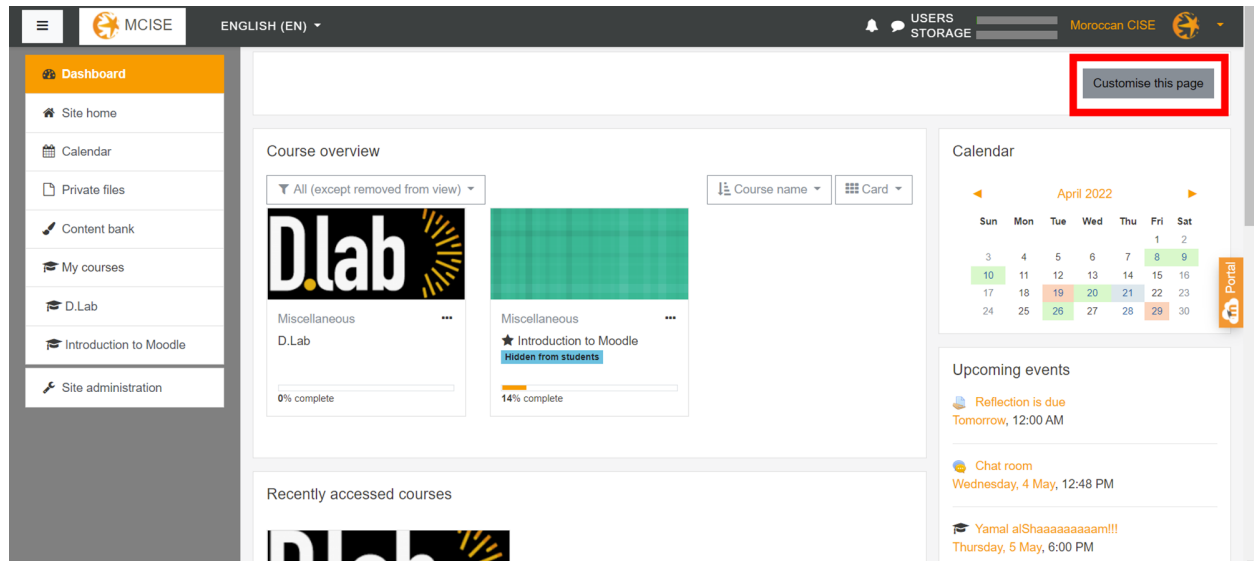 MCISE
ENGLISH (EN)
USERS
STORAGE
Moroccan CISE
Dashboard
Site home
Calendar
Private files
Content bank
My courses
D.Lab
Introduction to Moodle
Site administration
Customise this page
Course overview
All (except removed from view)
Course name
Card
D.lab
Miscellaneous ...
D.Lab
0% complete
Miscellaneous ...
Introduction to Moodle
Hidden from students
14% complete
Recently accessed courses
D.lab
Calendar
April 2022
Sun Mon Tue Wed Thu Fri Sat
1 2
3 4 5 6 7 8 9
10 11 12 13 14 15 16
17 18 19 20 21 22 23
24 25 26 27 28 29 30
Portal
Upcoming events
Reflection is due
Tomorrow, 12:00 AM
Chat room
Wednesday, 4 May, 12:48 PM
Yamal alShaaaaaaaaam!!!
Thursday, 5 May, 6:00 PM